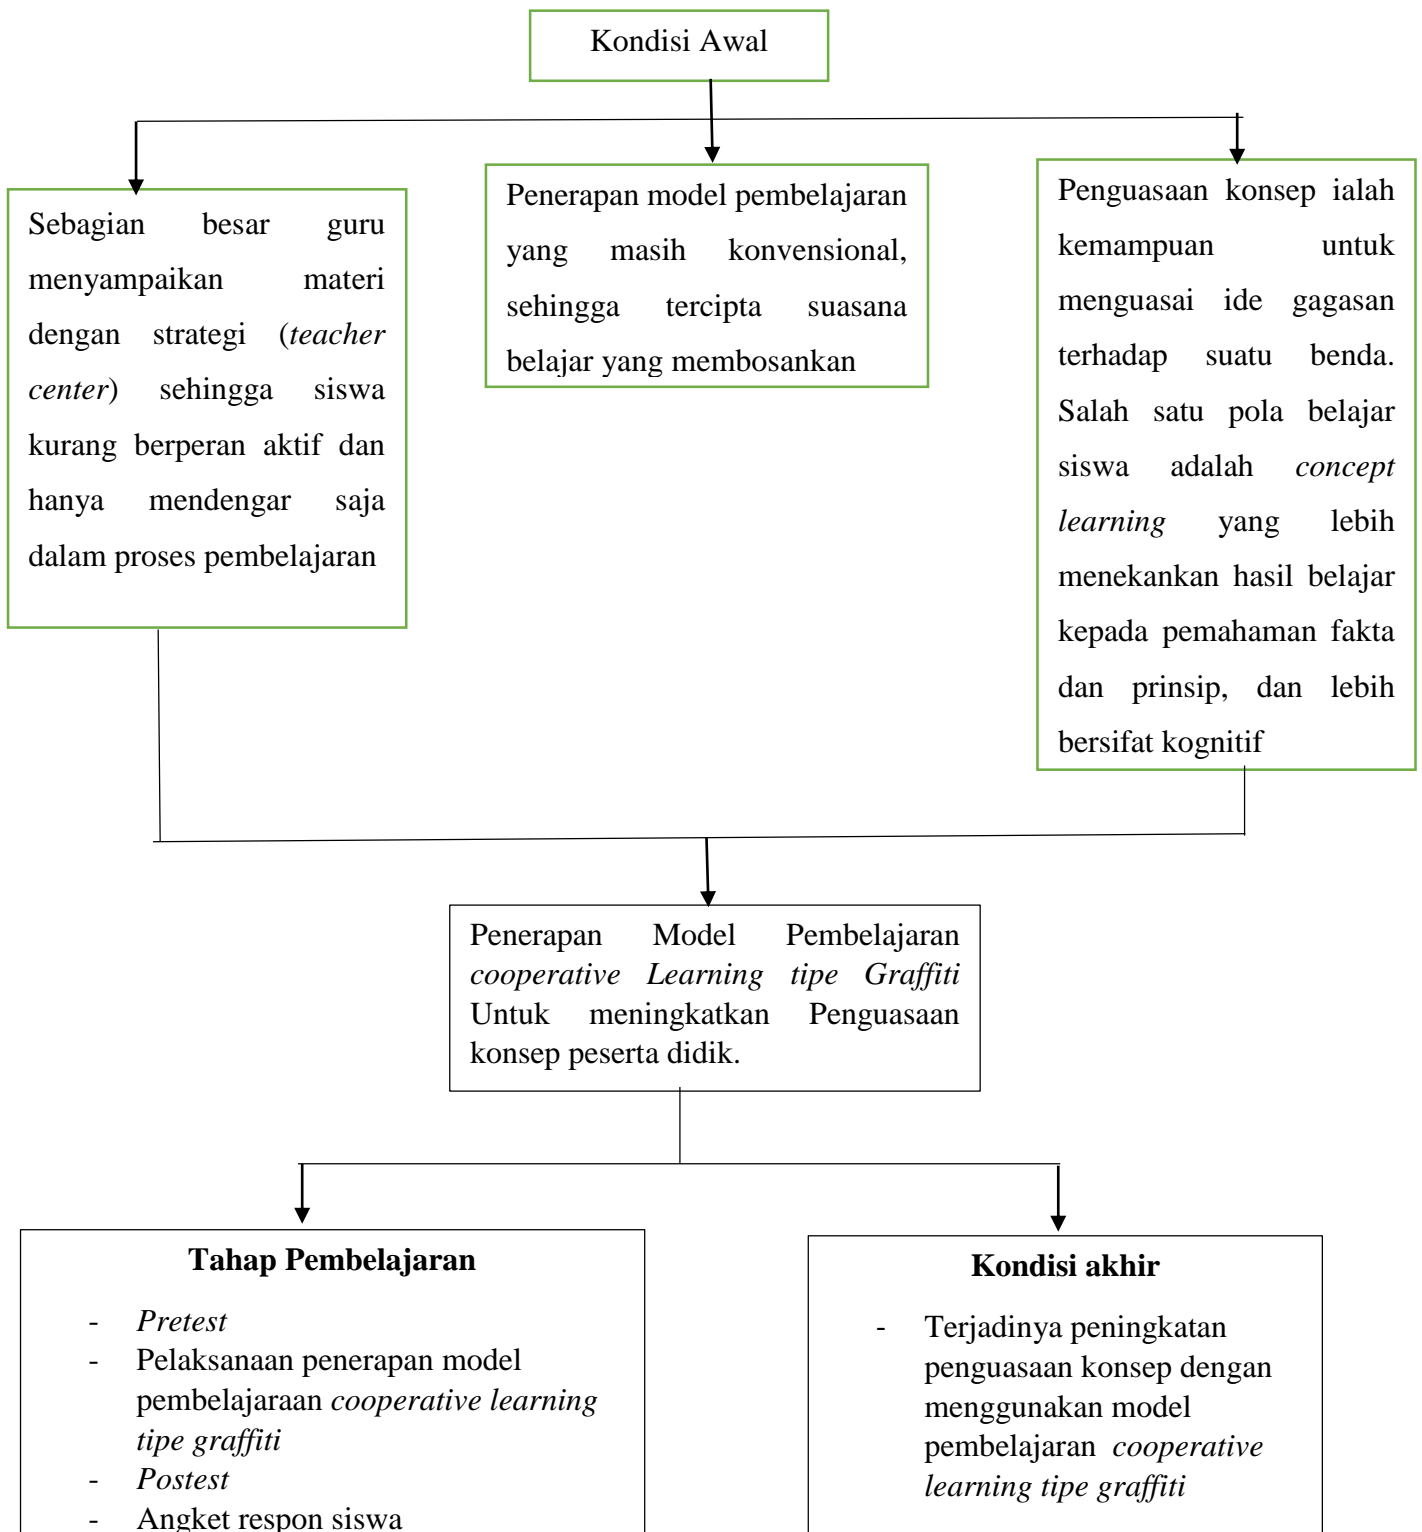 Kondisi Awal
Sebagian besar guru
menyampaikan materi
dengan strategi (teacher
center) sehingga siswa
kurang berperan aktif dan
hanya mendengar saja
dalam proses pembelajaran
Penerapan model pembelajaran
yang masih konvensional,
sehingga tercipta suasana
belajar yang membosankan
Penguasaan konsep ialah
kemampuan untuk
menguasai ide gagasan
terhadap suatu benda.
Salah satu pola belajar
siswa adalah concept
learning yang lebih
menekankan hasil belajar
kepada pemahaman fakta
dan prinsip, dan lebih
bersifat kognitif
Penerapan Model Pembelajaran
cooperative Learning tipe Graffiti
Untuk meningkatkan Penguasaan
konsep peserta didik.
Tahap Pembelajaran
- Pretest
- Pelaksanaan penerapan model
pembelajaraan cooperative learning
tipe graffiti
- Postest
- Angket respon siswa
Kondisi akhir
- Terjadinya peningkatan
penguasaan konsep dengan
menggunakan model
pembelajaran cooperative
learning tipe graffiti